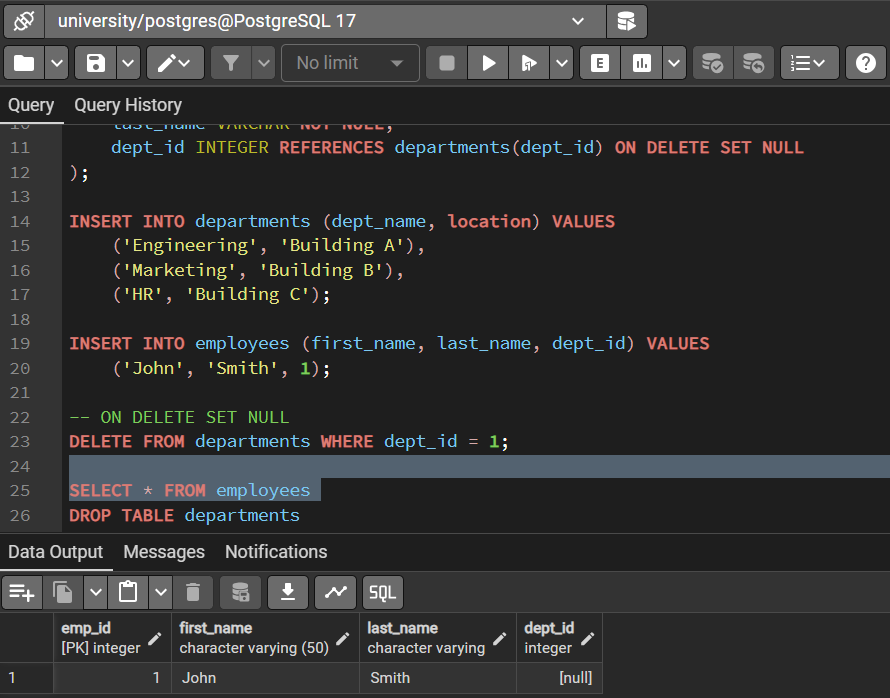 university/postgres@PostgreSQL 17
No limit
E
?
Query Query History
10 last_name VARCHAR NOT NULL,
11 dept_id INTEGER REFERENCES departments(dept_id) ON DELETE SET NULL
12 );
13
14 INSERT INTO departments (dept_name, location) VALUES
15 ('Engineering', 'Building A'),
16 ('Marketing', 'Building B'),
17 ('HR', 'Building C');
18
19 INSERT INTO employees (first_name, last_name, dept_id) VALUES
20 ('John', 'Smith', 1);
21
22 -- ON DELETE SET NULL
23 DELETE FROM departments WHERE dept_id = 1;
24
25 SELECT * FROM employees
26 DROP TABLE departments
Data Output Messages Notifications
SQL
emp_id first_name last_name dept_id
[PK] integer character varying (50) character varying integer
1 1 John Smith [null]